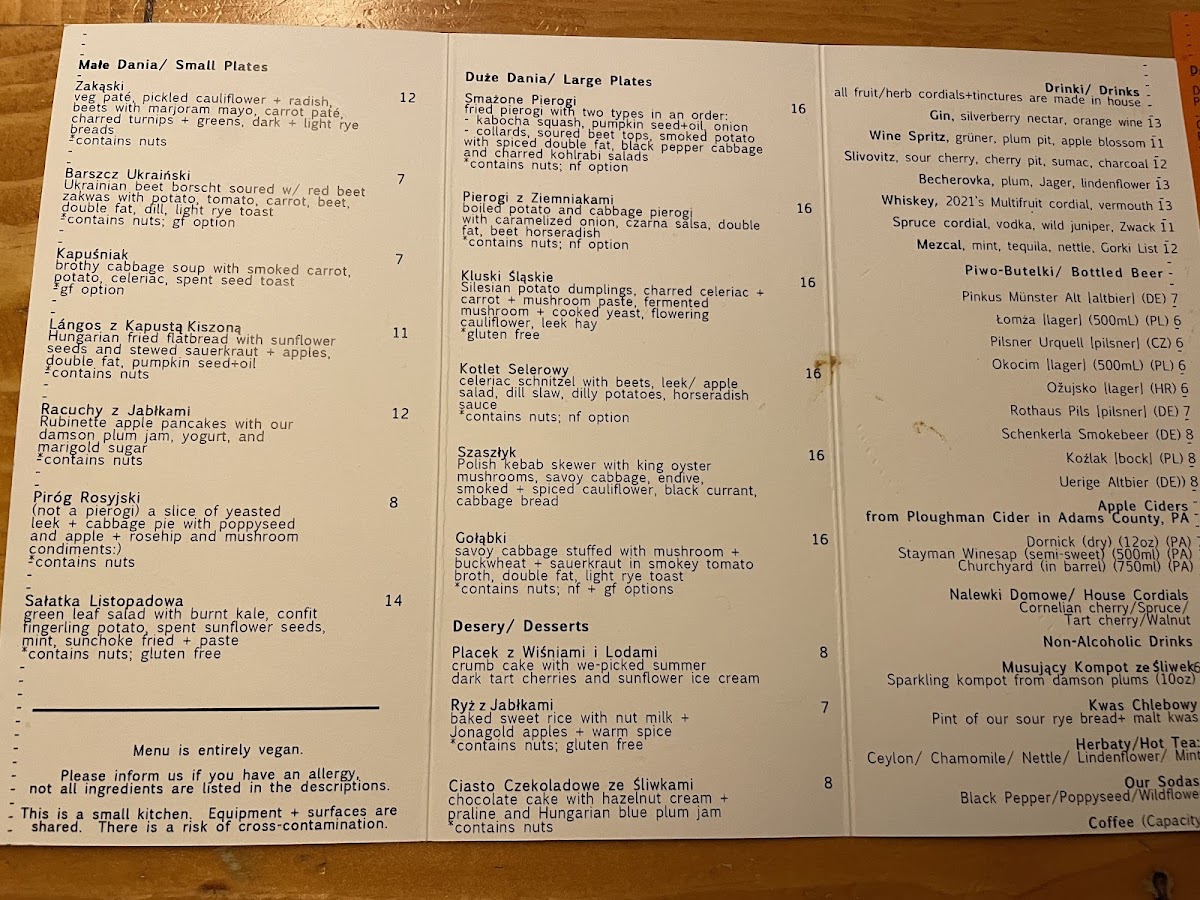 Małe Dania/ Small Plates
Zakąski 12
veg paté, pickled cauliflower + radish,
beets with marjoram mayo, carrot paté,
charred turnips + greens, dark + light rye
breads
*contains nuts
Barszcz Ukraiński 7
Ukrainian beet borscht soured w/ red beet
zakwas with potato, tomato, carrot, beet,
double fat, dill, light rye toast
*contains nuts; gf option
Kapuśniak 7
brothy cabbage soup with smoked carrot,
potato, celeriac, spent seed toast
*gf option
Lángos z Kapustą Kiszoną 11
Hungarian fried flatbread with sunflower
seeds and stewed sauerkraut + apples,
double fat, pumpkin seed+oil
*contains nuts
Racuchy z Jabłkami 12
Rubinette apple pancakes with our
damson plum jam, yogurt, and
marigold sugar
*contains nuts
Piróg Rosyjski 8
(not a pierogi) a slice of yeasted
leek + cabbage pie with poppyseed
and apple + rosehip and mushroom
condiments:)
*contains nuts
Sałatka Listopadowa 14
green leaf salad with burnt kale, confit
fingerling potato, spent sunflower seeds,
mint, sunchoke fried + paste
*contains nuts; gluten free
Menu is entirely vegan.
Please inform us if you have an allergy,
not all ingredients are listed in the descriptions.
This is a small kitchen. Equipment + surfaces are
shared. There is a risk of cross-contamination.
Duże Dania/ Large Plates
Smażone Pierogi 16
fried pierogi with two types in an order:
- kabocha squash, pumpkin seed+oil, onion
- collards, soured beet tops, smoked potato
with spiced double fat, black pepper cabbage
and charred kohlrabi salads
*contains nuts; nf option
Pierogi z Ziemniakami 16
boiled potato and cabbage pierogi
with caramelized onion, czarna salsa, double
fat, beet horseradish
*contains nuts; nf option
Kluski Śląskie 16
Silesian potato dumplings, charred celeriac +
carrot + mushroom paste, fermented
mushroom + cooked yeast, flowering
cauliflower, leek hay
*gluten free
Kotlet Selerowy 16
celeriac schnitzel with beets, leek/ apple
salad, dill slaw, dilly potatoes, horseradish
sauce
*contains nuts; nf option
Szaszłyk 16
Polish kebab skewer with king oyster
mushrooms, savoy cabbage, endive,
smoked + spiced cauliflower, black currant,
cabbage bread
Gołąbki 16
savoy cabbage stuffed with mushroom +
buckwheat + sauerkraut in smokey tomato
broth, double fat, light rye toast
*contains nuts; nf + gf options
Desery/ Desserts
Placek z Wiśniami i Lodami 8
crumb cake with we-picked summer
dark tart cherries and sunflower ice cream
Ryż z Jabłkami 7
baked sweet rice with nut milk +
Jonagold apples + warm spice
*contains nuts; gluten free
Ciasto Czekoladowe ze Śliwkami 8
chocolate cake with hazelnut cream +
praline and Hungarian blue plum jam
*contains nuts
Drinki/ Drinks
all fruit/herb cordials+tinctures are made in house
Gin, silverberry nectar, orange wine 13
Wine Spritz, grüner, plum pit, apple blossom 11
Slivovitz, sour cherry, cherry pit, sumac, charcoal 12
Becherovka, plum, Jager, lindenflower 13
Whiskey, 2021's Multifruit cordial, vermouth 13
Spruce cordial, vodka, wild juniper, Zwack 11
Mezcal, mint, tequila, nettle, Gorki List 12
Piwo-Butelki/ Bottled Beer
Pinkus Münster Alt |altbier| (DE) 7
Łomża |lager| (500mL) (PL) 6
Pilsner Urquell |pilsner| (CZ) 6
Okocim |lager| (500mL) (PL) 6
Ožujsko |lager| (HR) 6
Rothaus Pils |pilsner| (DE) 7
Schenkerla Smokebeer (DE) 8
Koźlak |bock| (PL) 8
Uerige Altbier (DE)) 8
Apple Ciders
from Ploughman Cider in Adams County, PA
Dornick (dry) (12oz) (PA)
Stayman Winesap (semi-sweet) (500ml) (PA)
Churchyard (in barrel) (750ml) (PA)
Nalewki Domowe/ House Cordials
Cornelian cherry/Spruce/
Tart cherry/Walnut
Non-Alcoholic Drinks
Musujący Kompot ze Śliwek 6
Sparkling kompot from damson plums (10oz)
Kwas Chlebowy
Pint of our sour rye bread+ malt kwas
Herbaty/Hot Tea:
Ceylon/ Chamomile/ Nettle/ Lindenflower/ Mint
Our Sodas
Black Pepper/Poppyseed/Wildflowe
Coffee (Capacity